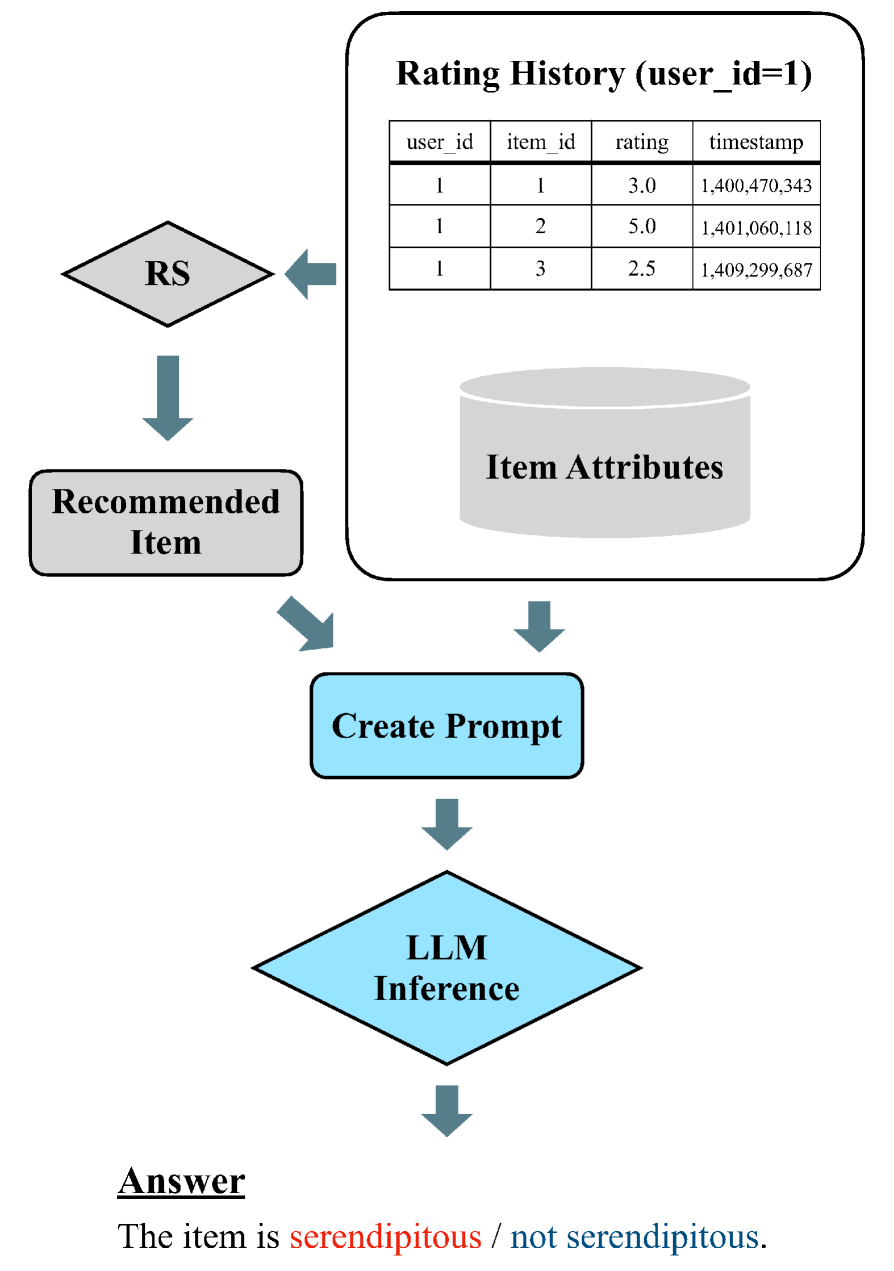 Rating History (user_id=1)
user_id item_id rating timestamp
1 1 3.0 1,400,470,343
1 2 5.0 1,401,060,118
1 3 2.5 1,409,299,687
RS
Item Attributes
Recommended
Item
Create Prompt
LLM
Inference
Answer
The item is serendipitous / not serendipitous.